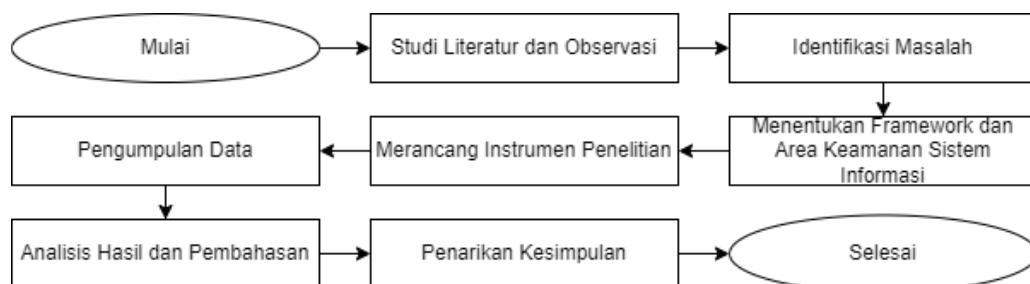 Mulai
Studi Literatur dan Observasi
Identifikasi Masalah
Menentukan Framework dan
Area Keamanan Sistem
Informasi
Merancang Instrumen Penelitian
Pengumpulan Data
Analisis Hasil dan Pembahasan
Penarikan Kesimpulan
Selesai